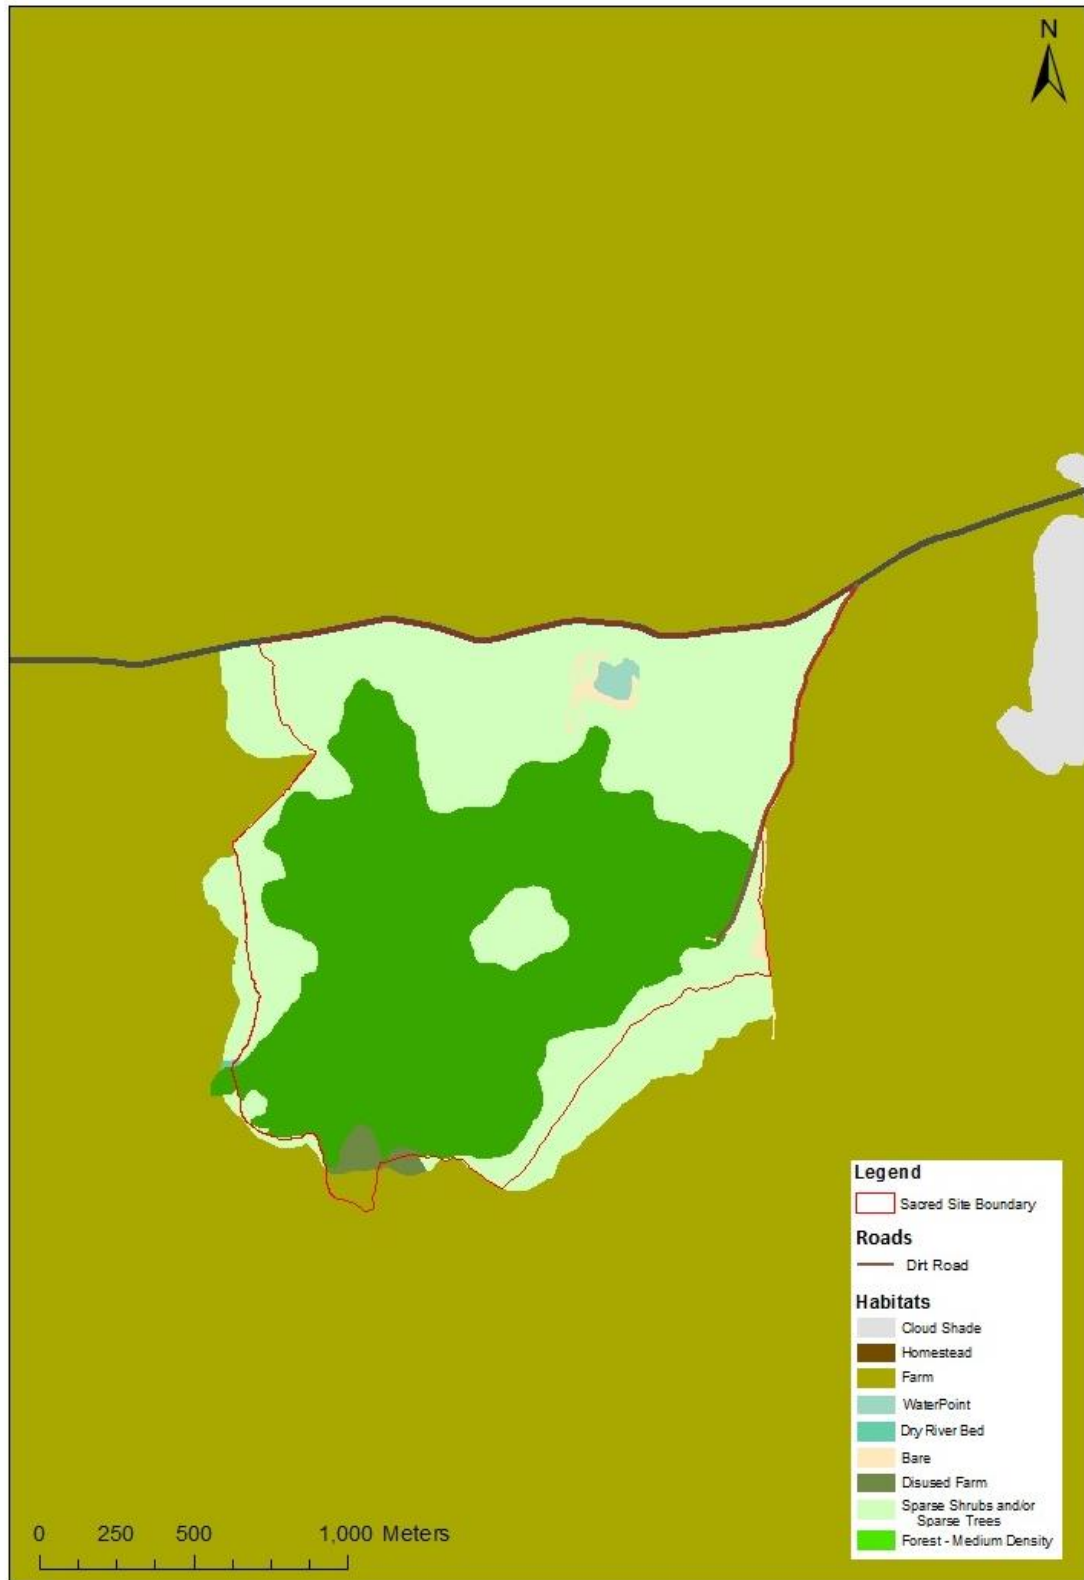 N
Legend
Sacred Site Boundary
Roads
Dirt Road
Habitats
Cloud Shade
Homestead
Farm
WaterPoint
Dry River Bed
Bare
Disused Farm
Sparse Shrubs and/or
Sparse Trees
Forest - Medium Density
0 250 500 1,000 Meters